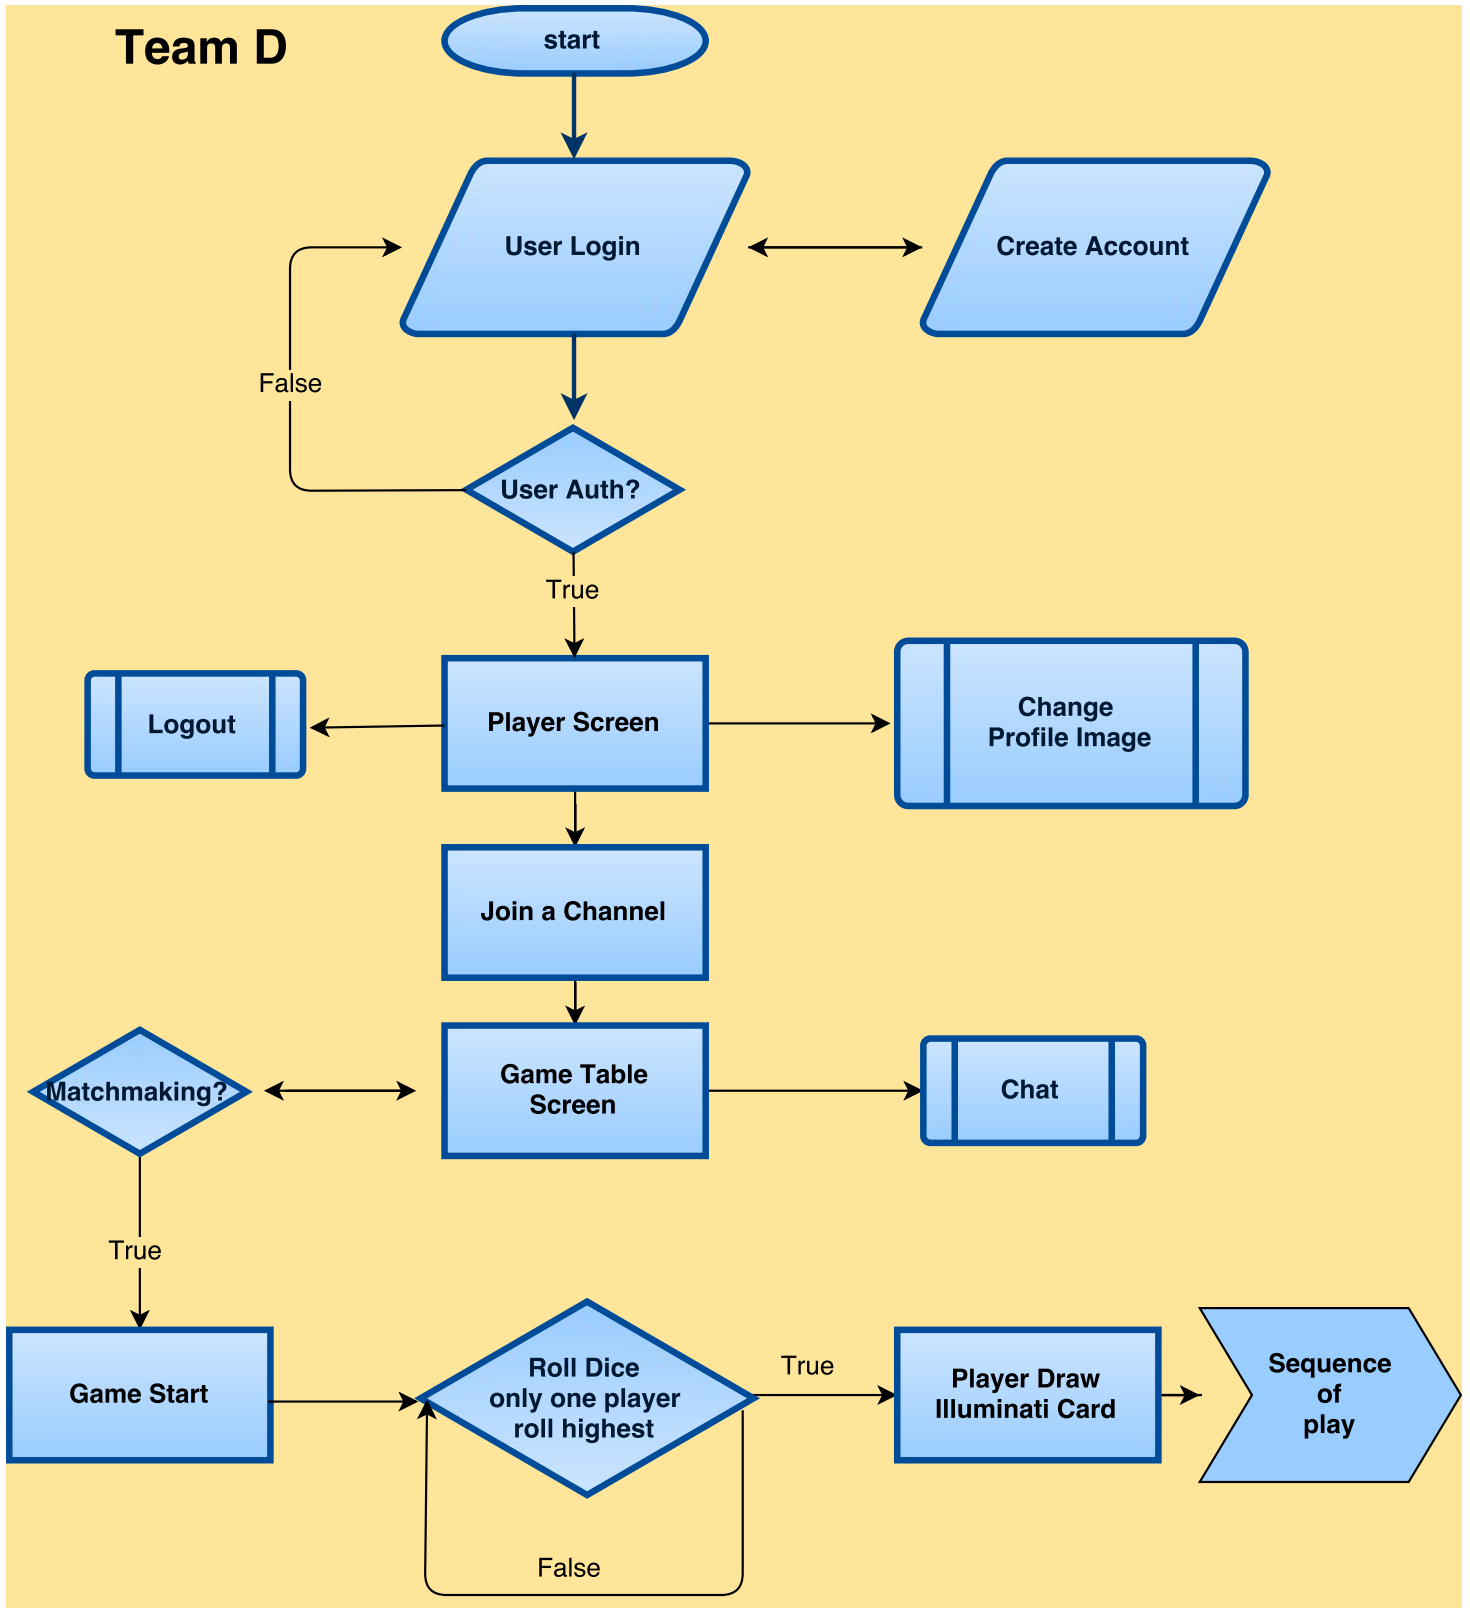 Team D
start
User Login
Create Account
False
User Auth?
True
Logout
Player Screen
Change
Profile Image
Join a Channel
Matchmaking?
Game Table
Screen
Chat
True
Game Start
Roll Dice
only one player
roll highest
True
Player Draw
Illuminati Card
Sequence
of
play
False